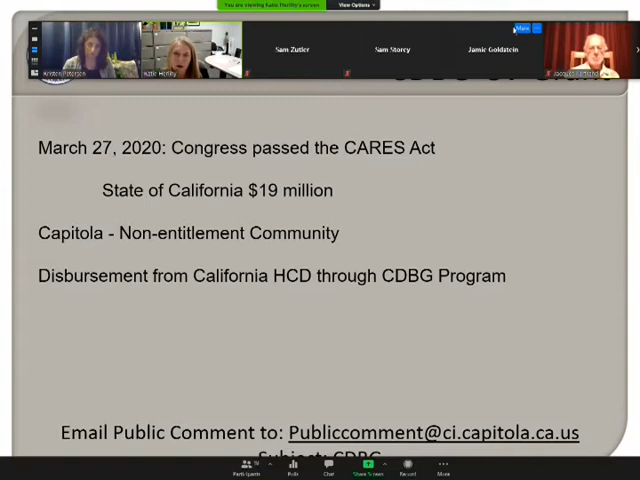 You are viewing Katie Herlihy's screen
View Options
Mute
Kristen Petersen
Katie Herlihy
Sam Zutler
Sam Storey
Jamie Goldstein
Jacques Bertrand
March 27, 2020: Congress passed the CARES Act
State of California $19 million
Capitola - Non-entitlement Community
Disbursement from California HCD through CDBG Program
Email Public Comment to: Publiccomment@ci.capitola.ca.us
Subject: CDBG
Participants
Polls
Chat
Share Screen
Record
More